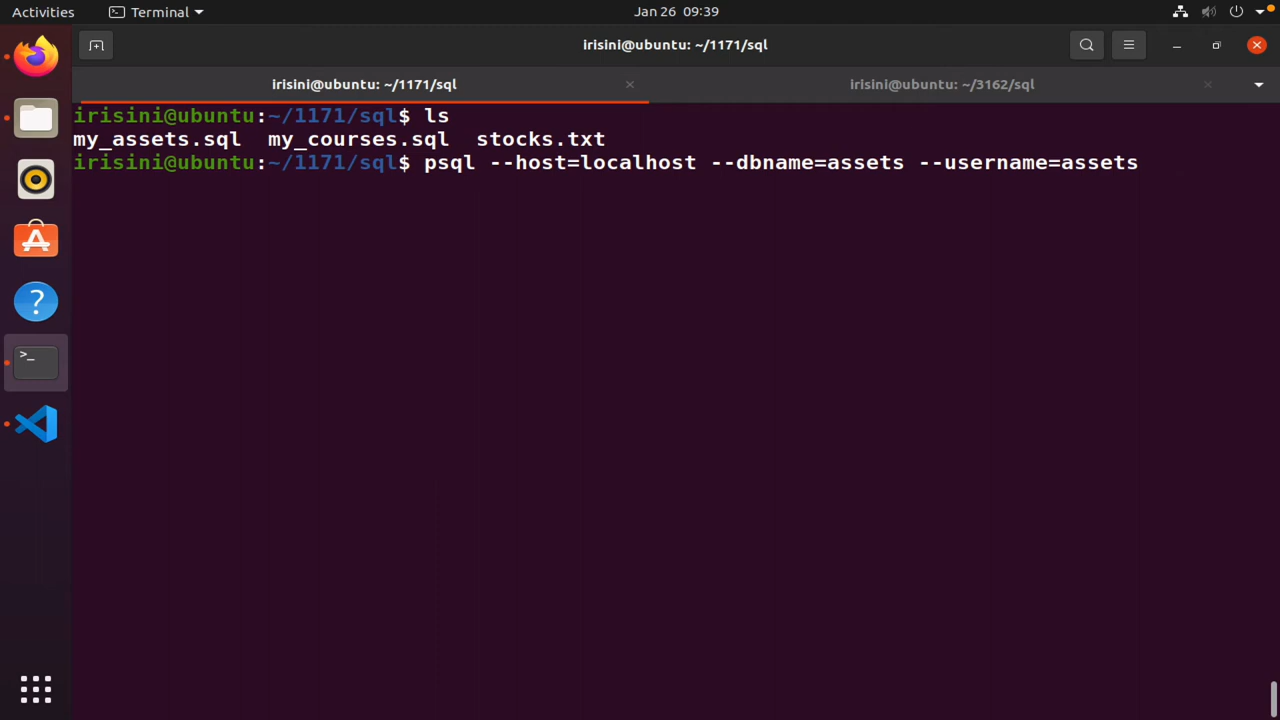 Activities
Terminal
Jan 26 09:39
irisini@ubuntu: ~/1171/sql
irisini@ubuntu: ~/1171/sql
irisini@ubuntu: ~/3162/sql
irisini@ubuntu:~/1171/sql$ ls
my_assets.sql my_courses.sql stocks.txt
irisini@ubuntu:~/1171/sql$ psql --host=localhost --dbname=assets --username=assets